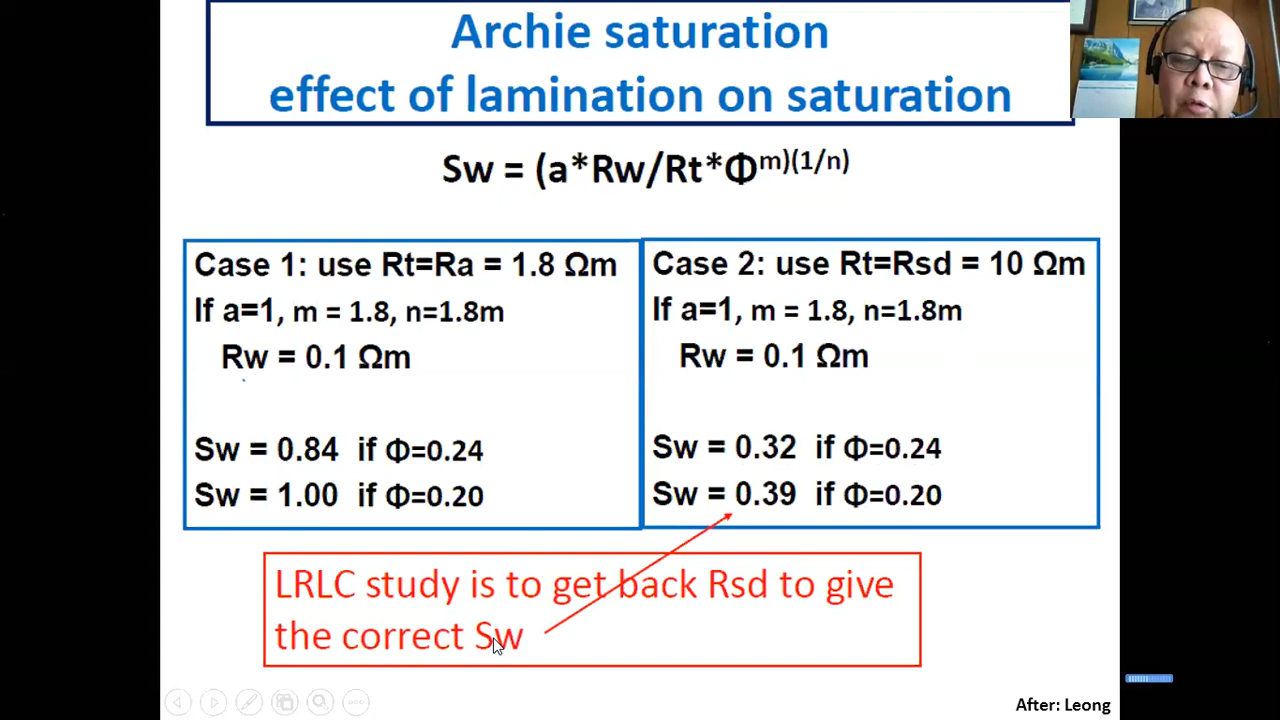 Archie saturation
effect of lamination on saturation
Sw = (a*Rw/Rt*Φm)(1/n)
Case 1: use Rt=Ra = 1.8 Ωm
If a=1, m = 1.8, n=1.8m
Rw = 0.1 Ωm
Sw = 0.84 if Φ=0.24
Sw = 1.00 if Φ=0.20
Case 2: use Rt=Rsd = 10 Ωm
If a=1, m = 1.8, n=1.8m
Rw = 0.1 Ωm
Sw = 0.32 if Φ=0.24
Sw = 0.39 if Φ=0.20
LRLC study is to get back Rsd to give
the correct Sw
After: Leong